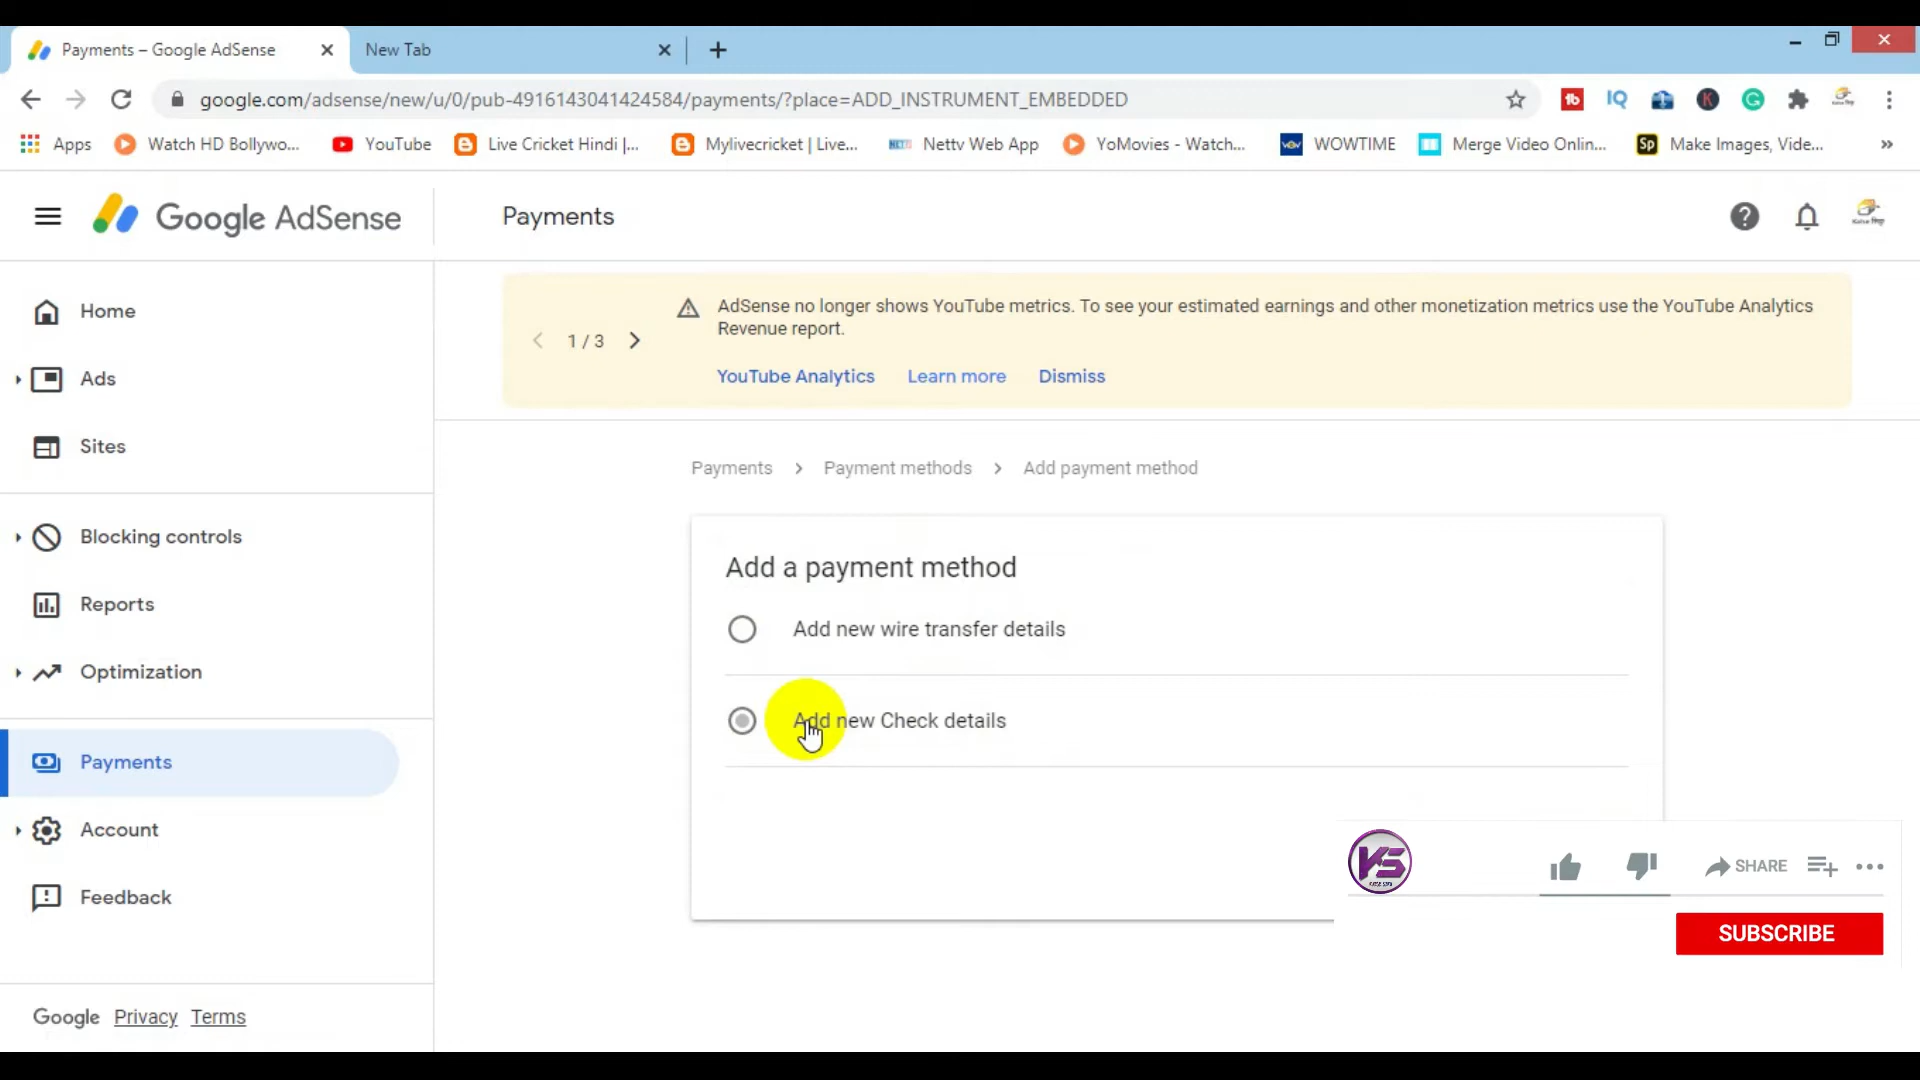 Payments – Google AdSense
New Tab
google.com/adsense/new/u/0/pub-4916143041424584/payments/?place=ADD_INSTRUMENT_EMBEDDED
Apps
Watch HD Bollywo...
YouTube
Live Cricket Hindi |...
Mylivecricket | Live...
Nettv Web App
YoMovies - Watch...
WOWTIME
Merge Video Onlin...
Sp
Make Images, Vide...
»
Google AdSense
Payments
Home
Ads
Sites
Blocking controls
Reports
Optimization
Payments
Account
Feedback
Google Privacy Terms
1 / 3
AdSense no longer shows YouTube metrics. To see your estimated earnings and other monetization metrics use the YouTube Analytics
Revenue report.
YouTube Analytics Learn more Dismiss
Payments > Payment methods > Add payment method
Add a payment method
Add new wire transfer details
Add new Check details
SHARE
SUBSCRIBE